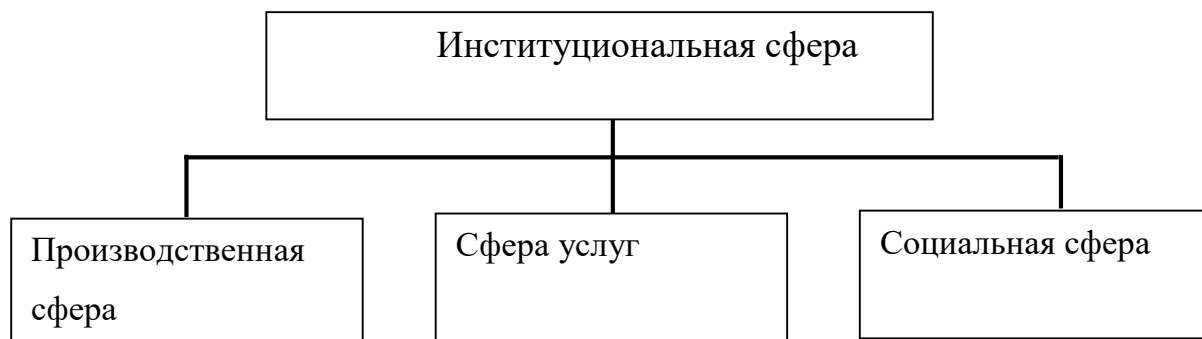 Институциональная сфера
Производственная
сфера
Сфера услуг
Социальная сфера